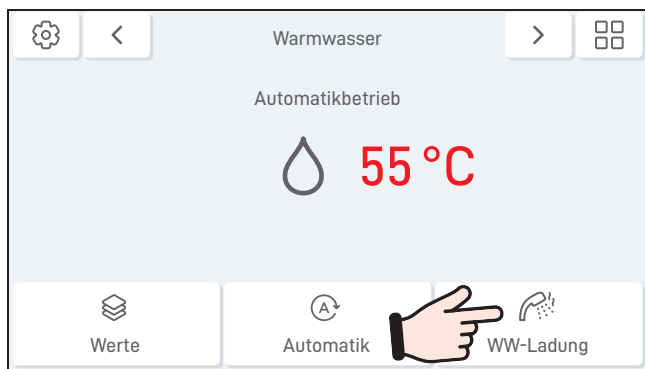 Warmwasser
Automatikbetrieb
55 °C
Werte
A
Automatik
WW-Ladung